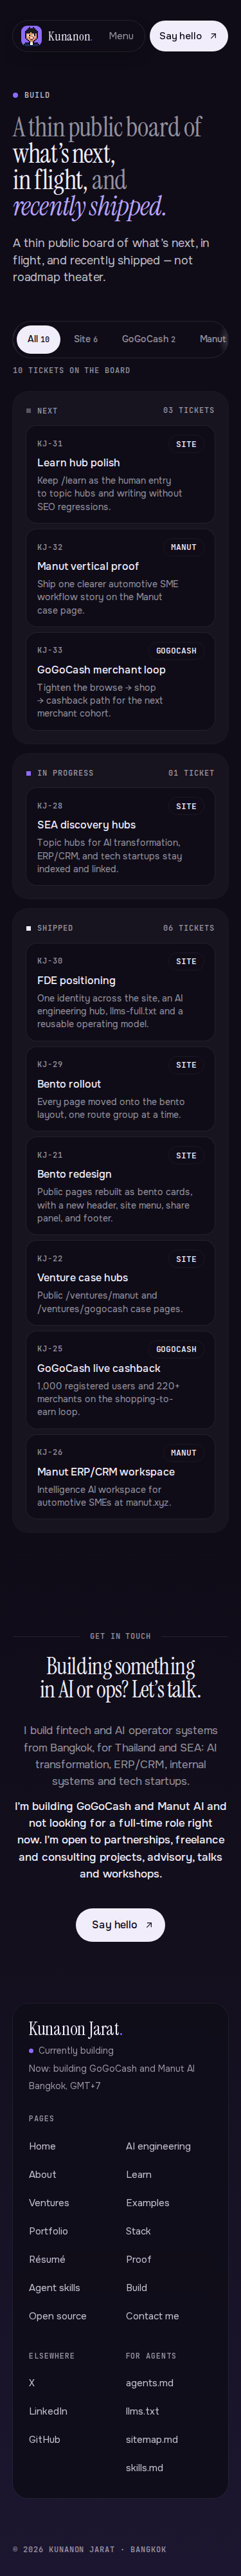 Kunanon.
Menu
Say hello ↗
BUILD
A thin public board of
what's next,
in flight, and
recently shipped.
A thin public board of what's next, in
flight, and recently shipped — not
roadmap theater.
All 10
Site 6
GoGoCash 2
Manut
10 TICKETS ON THE BOARD
NEXT
03 TICKETS
KJ-31
SITE
Learn hub polish
Keep /learn as the human entry
to topic hubs and writing without
SEO regressions.
KJ-32
MANUT
Manut vertical proof
Ship one clearer automotive SME
workflow story on the Manut
case page.
KJ-33
GOGOCASH
GoGoCash merchant loop
Tighten the browse → shop
→ cashback path for the next
merchant cohort.
IN PROGRESS
01 TICKET
KJ-28
SITE
SEA discovery hubs
Topic hubs for AI transformation,
ERP/CRM, and tech startups stay
indexed and linked.
SHIPPED
06 TICKETS
KJ-30
SITE
FDE positioning
One identity across the site, an AI
engineering hub, llms-full.txt and a
reusable operating model.
KJ-29
SITE
Bento rollout
Every page moved onto the bento
layout, one route group at a time.
KJ-21
SITE
Bento redesign
Public pages rebuilt as bento cards,
with a new header, site menu, share
panel, and footer.
KJ-22
SITE
Venture case hubs
Public /ventures/manut and
/ventures/gogocash case pages.
KJ-25
GOGOCASH
GoGoCash live cashback
1,000 registered users and 220+
merchants on the shopping-to-
earn loop.
KJ-26
MANUT
Manut ERP/CRM workspace
Intelligence AI workspace for
automotive SMEs at manut.xyz.
GET IN TOUCH
Building something
in AI or ops? Let's talk.
I build fintech and AI operator systems
from Bangkok, for Thailand and SEA: AI
transformation, ERP/CRM, internal
systems and tech startups.
I'm building GoGoCash and Manut AI and
not looking for a full-time role right
now. I'm open to partnerships, freelance
and consulting projects, advisory, talks
and workshops.
Say hello ↗
Kunanon Jarat.
Currently building
Now: building GoGoCash and Manut AI
Bangkok, GMT+7
PAGES
Home
AI engineering
About
Learn
Ventures
Examples
Portfolio
Stack
Résumé
Proof
Agent skills
Build
Open source
Contact me
ELSEWHERE
FOR AGENTS
X
agents.md
LinkedIn
llms.txt
GitHub
sitemap.md
skills.md
© 2026 KUNANON JARAT · BANGKOK